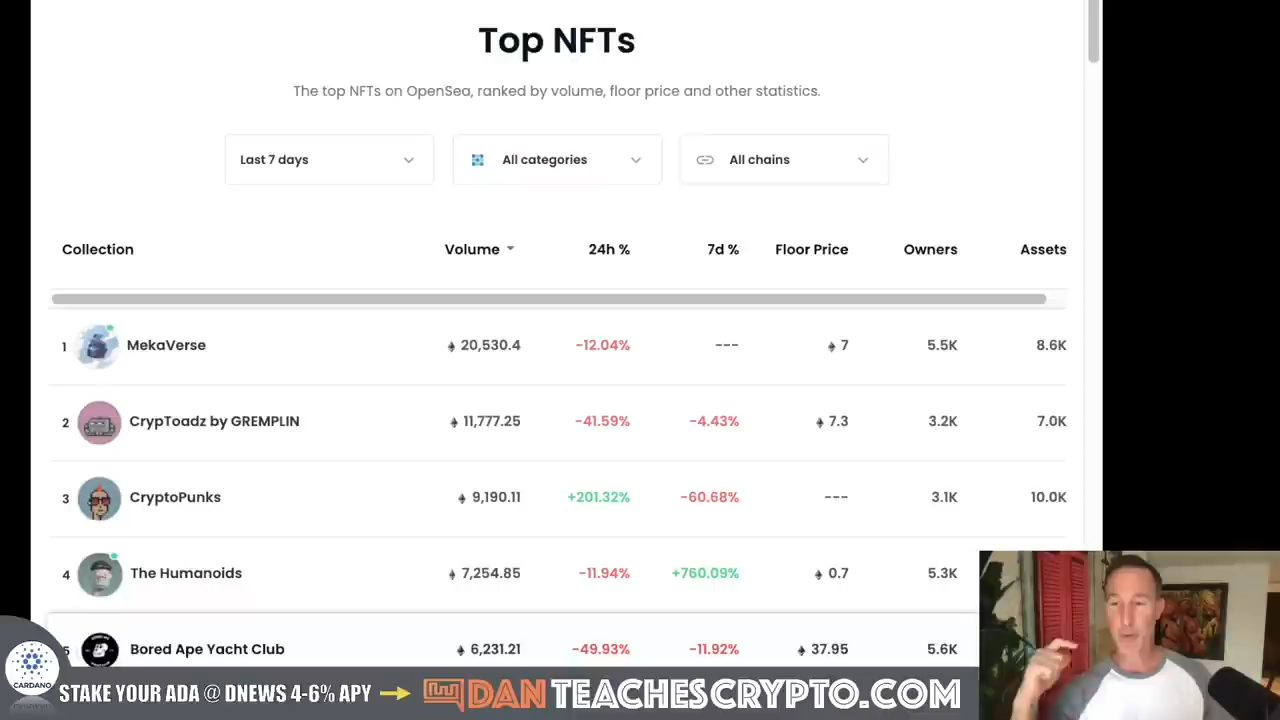 Top NFTs
The top NFTs on OpenSea, ranked by volume, floor price and other statistics.
Last 7 days All categories All chains
Collection Volume 24h % 7d % Floor Price Owners Assets
1 MekaVerse 20,530.4 -12.04% --- 7 5.5K 8.6K
2 CrypToadz by GREMPLIN 11,777.25 -41.59% -4.43% 7.3 3.2K 7.0K
3 CryptoPunks 9,190.11 +201.32% -60.68% --- 3.1K 10.0K
4 The Humanoids 7,254.85 -11.94% +760.09% 0.7 5.3K
Bored Ape Yacht Club 6,231.21 -49.93% -11.92% 37.95 5.6K
CARDANO
STAKE YOUR ADA @ DNEWS 4-6% APY DANTEACHESCRYPTO.COM